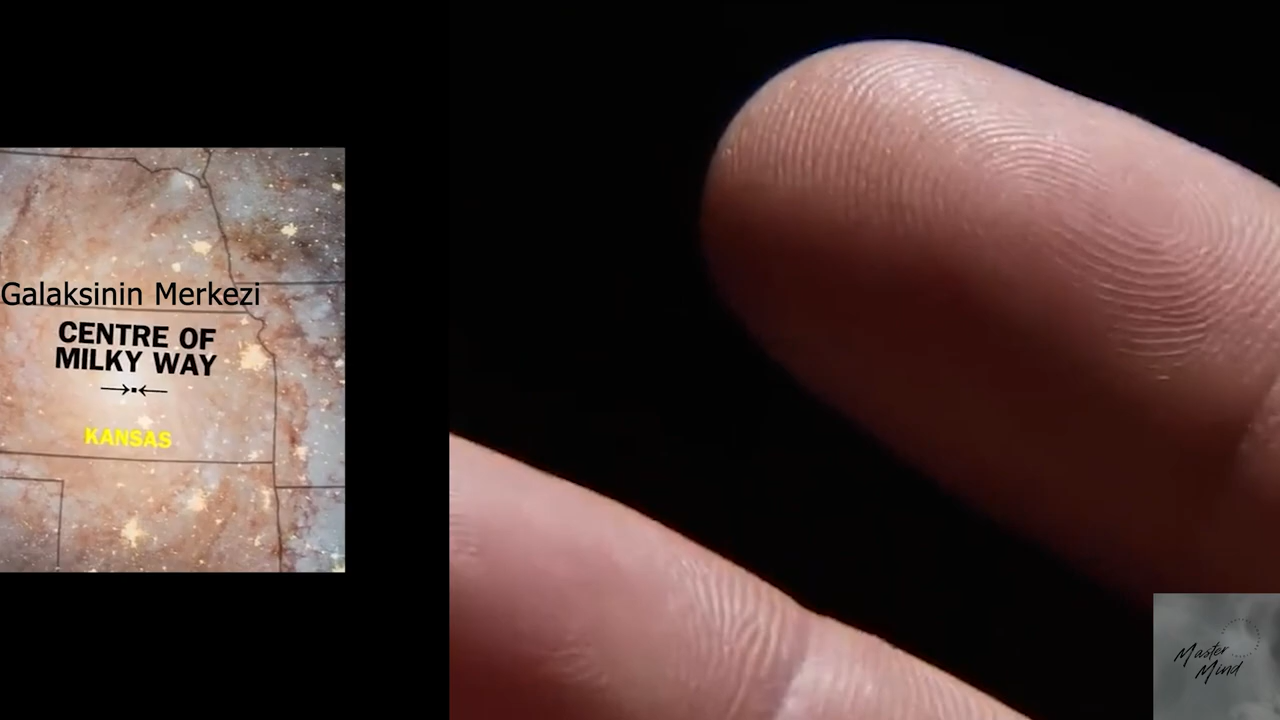 Galaksinin Merkezi
CENTRE OF
MILKY WAY
KANSAS
Master
Mind